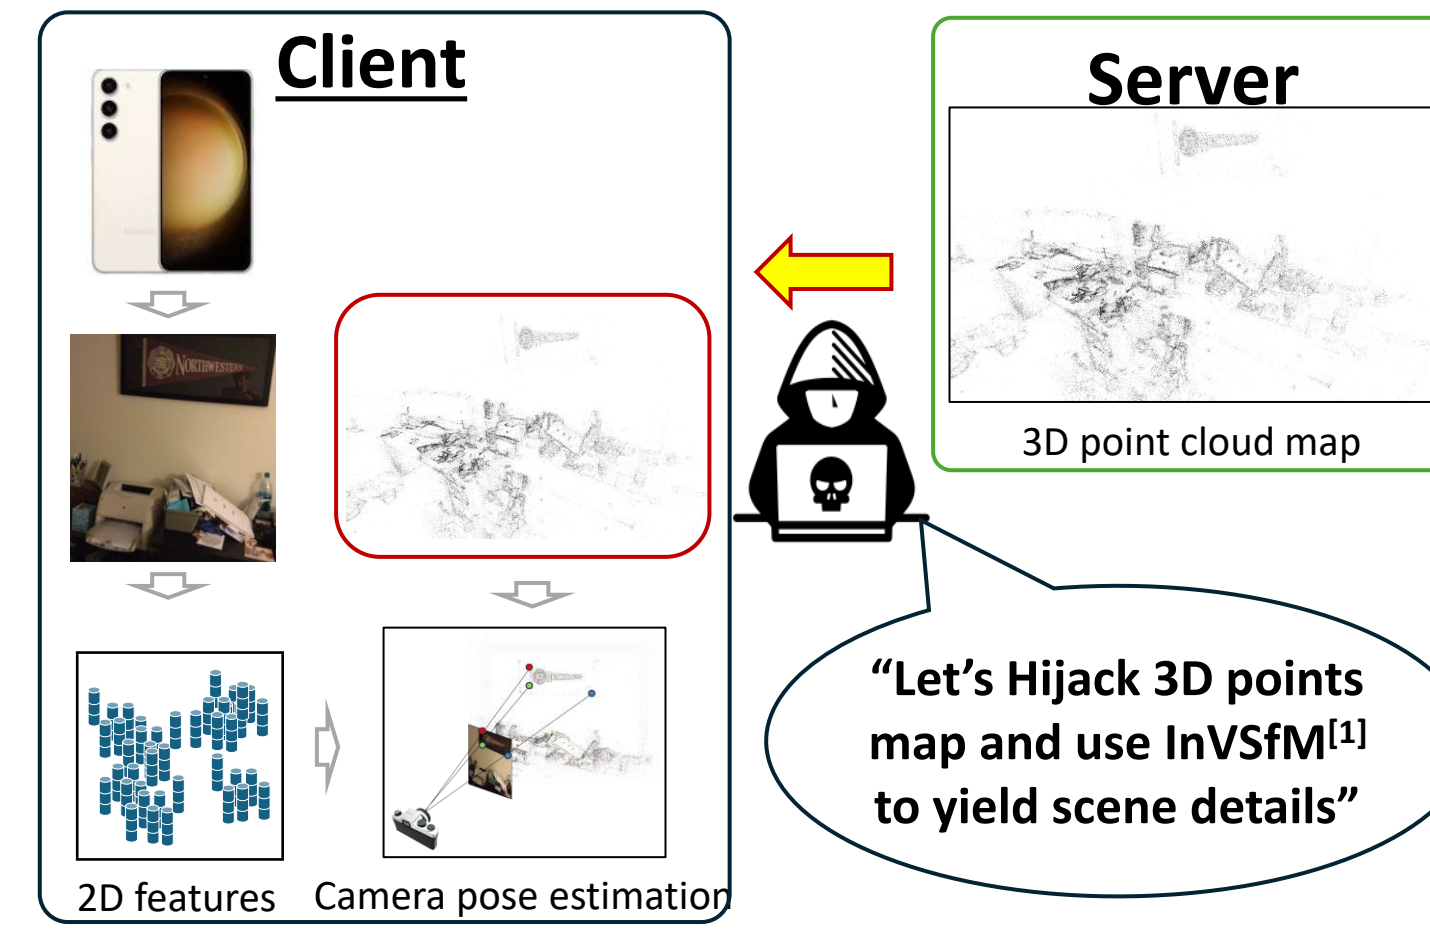 Client
Server
NORTHWESTERN
3D point cloud map
“Let’s Hijack 3D points
map and use InVSfM[1]
to yield scene details”
2D features
Camera pose estimation